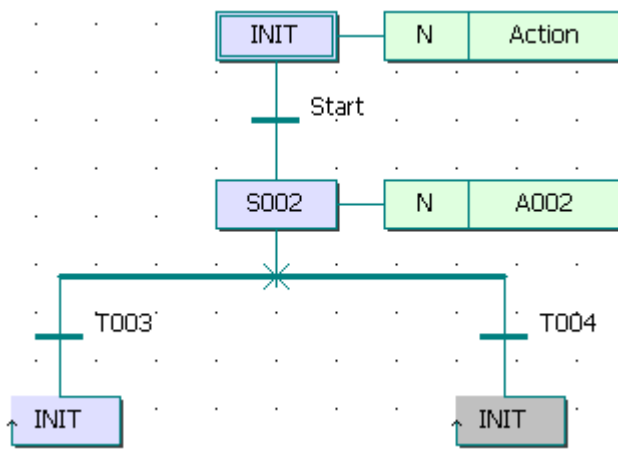 INIT N Action
Start
S002 N A002
T003 T004
INIT INIT